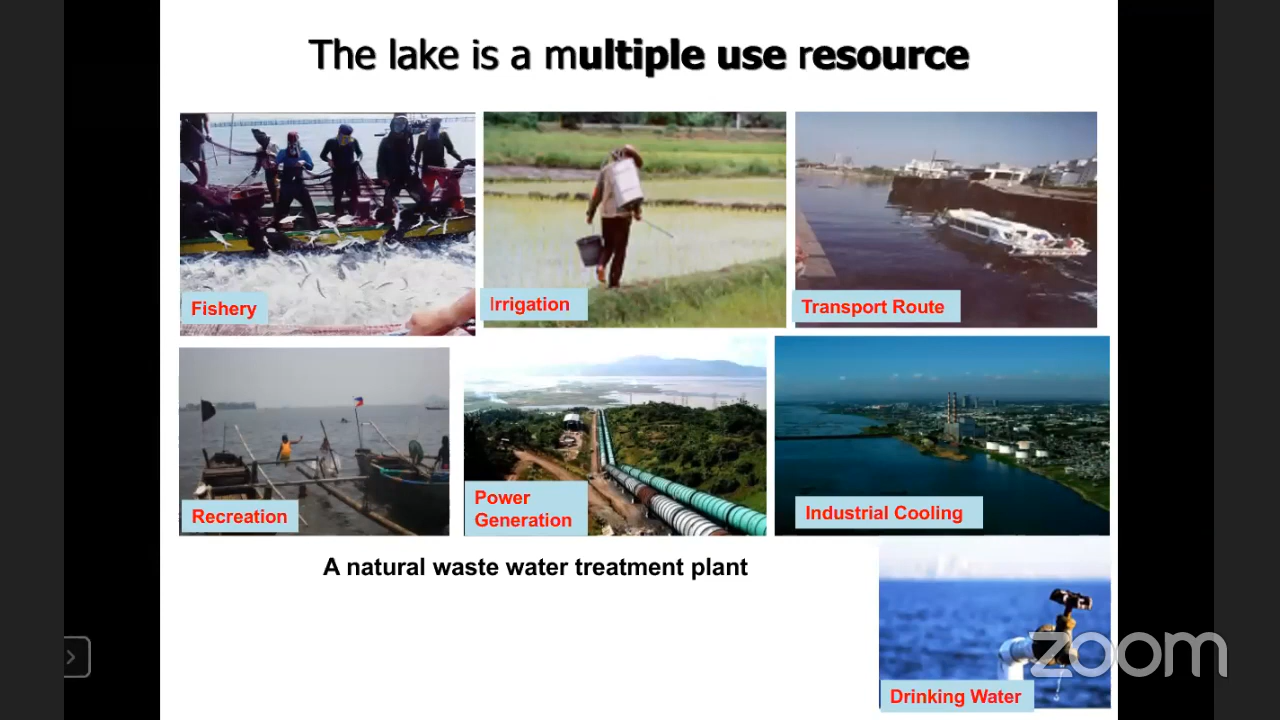 The lake is a multiple use resource
Fishery
Irrigation
Transport Route
Recreation
Power
Generation
Industrial Cooling
A natural waste water treatment plant
Drinking Water
zoom